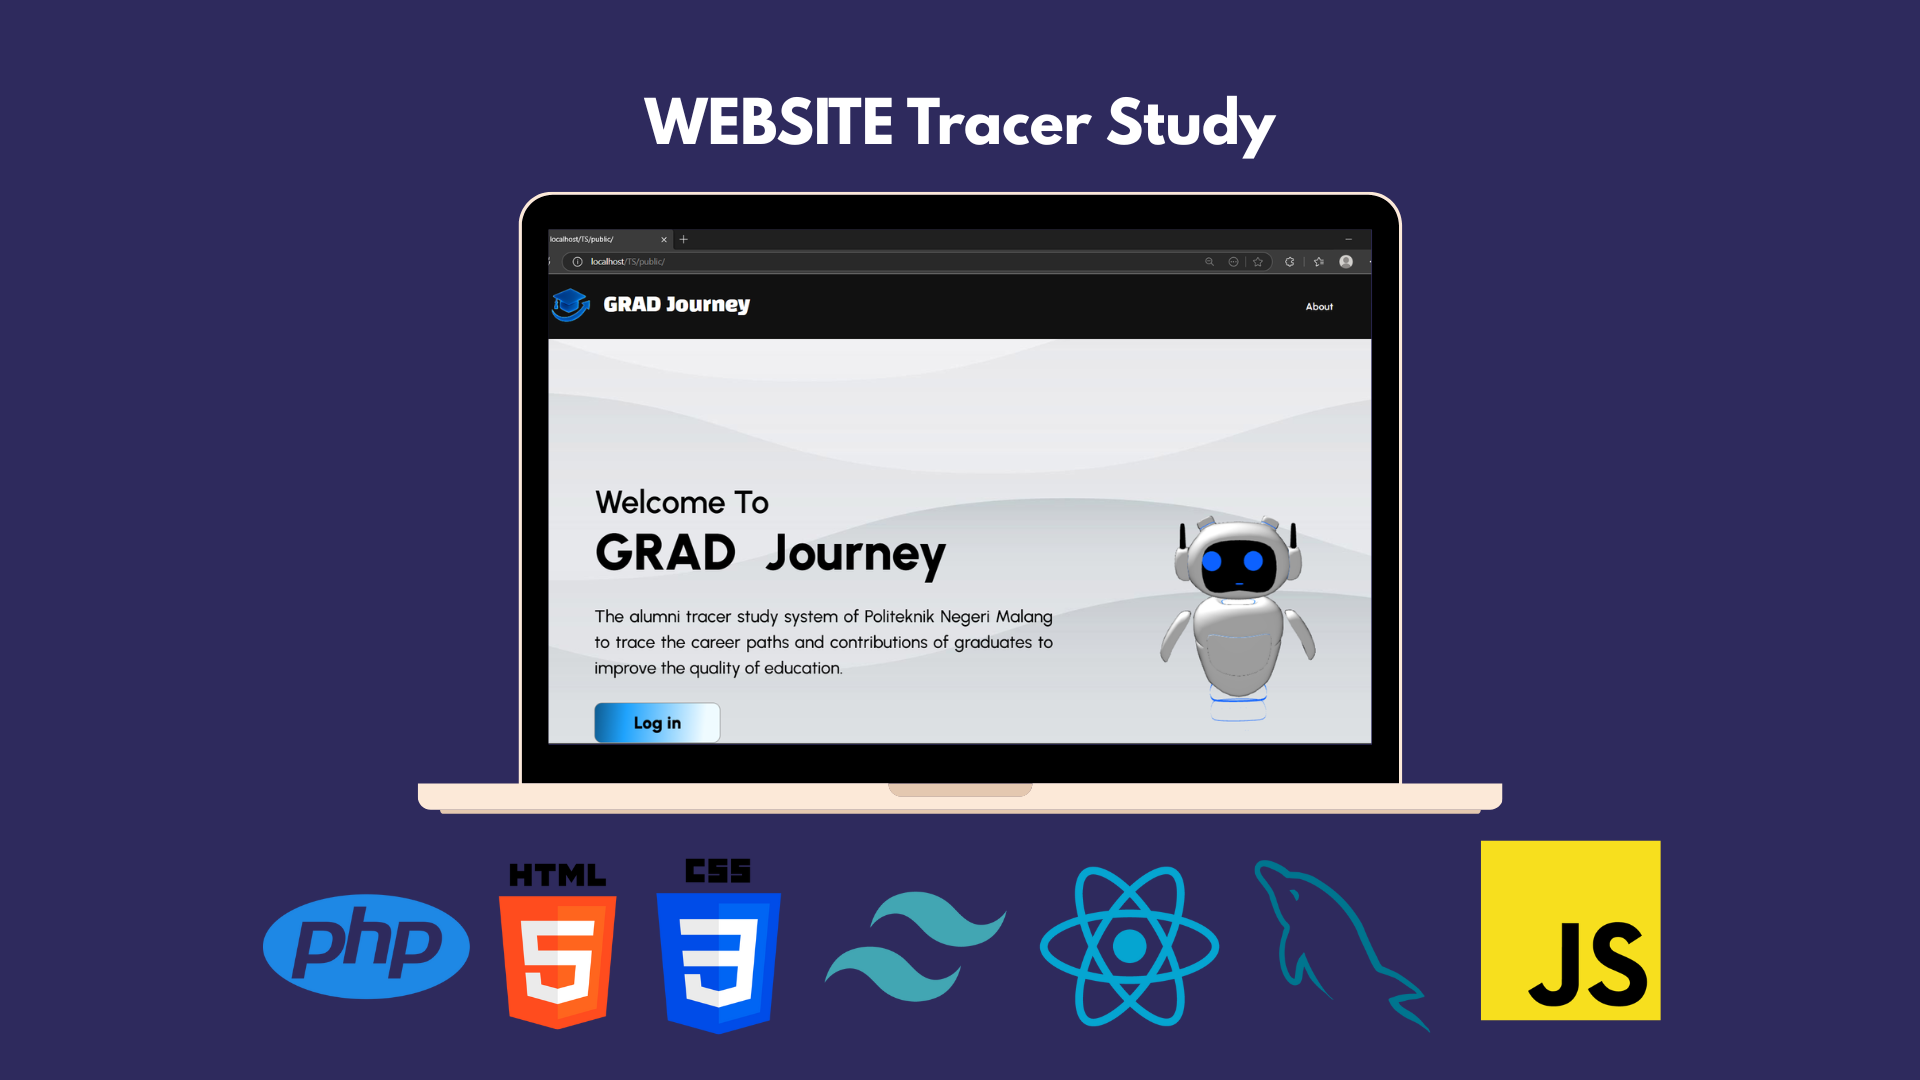 WEBSITE Tracer Study
localhost/TS/public/
localhost/TS/public/
GRAD Journey
About
Welcome To
GRAD Journey
The alumni tracer study system of Politeknik Negeri Malang
to trace the career paths and contributions of graduates to
improve the quality of education.
Log in
HTML
CSS
php
5
3
JS